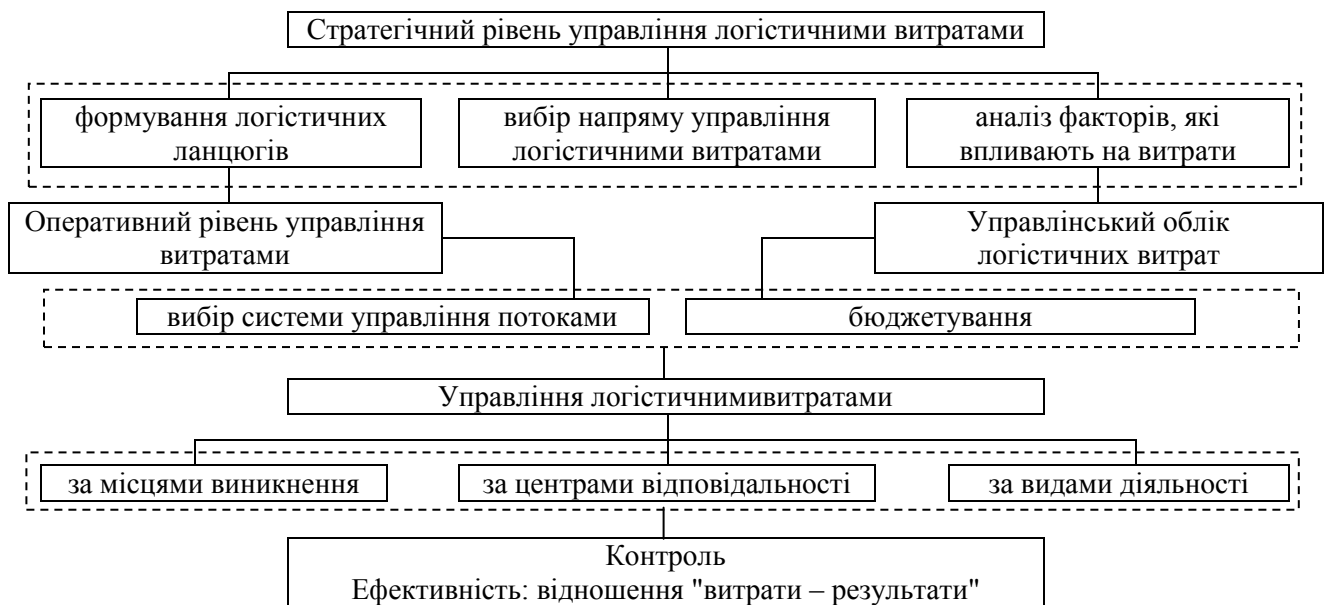 Стратегічний рівень управління логістичними витратами
формування логістичних
ланцюгів
вибір напряму управління
логістичними витратами
аналіз факторів, які
впливають на витрати
Оперативний рівень управління
витратами
Управлінський облік
логістичних витрат
вибір системи управління потоками
бюджетування
Управління логістичнимивитратами
за місцями виникнення
за центрами відповідальності
за видами діяльності
Контроль
Ефективність: відношення "витрати – результати"